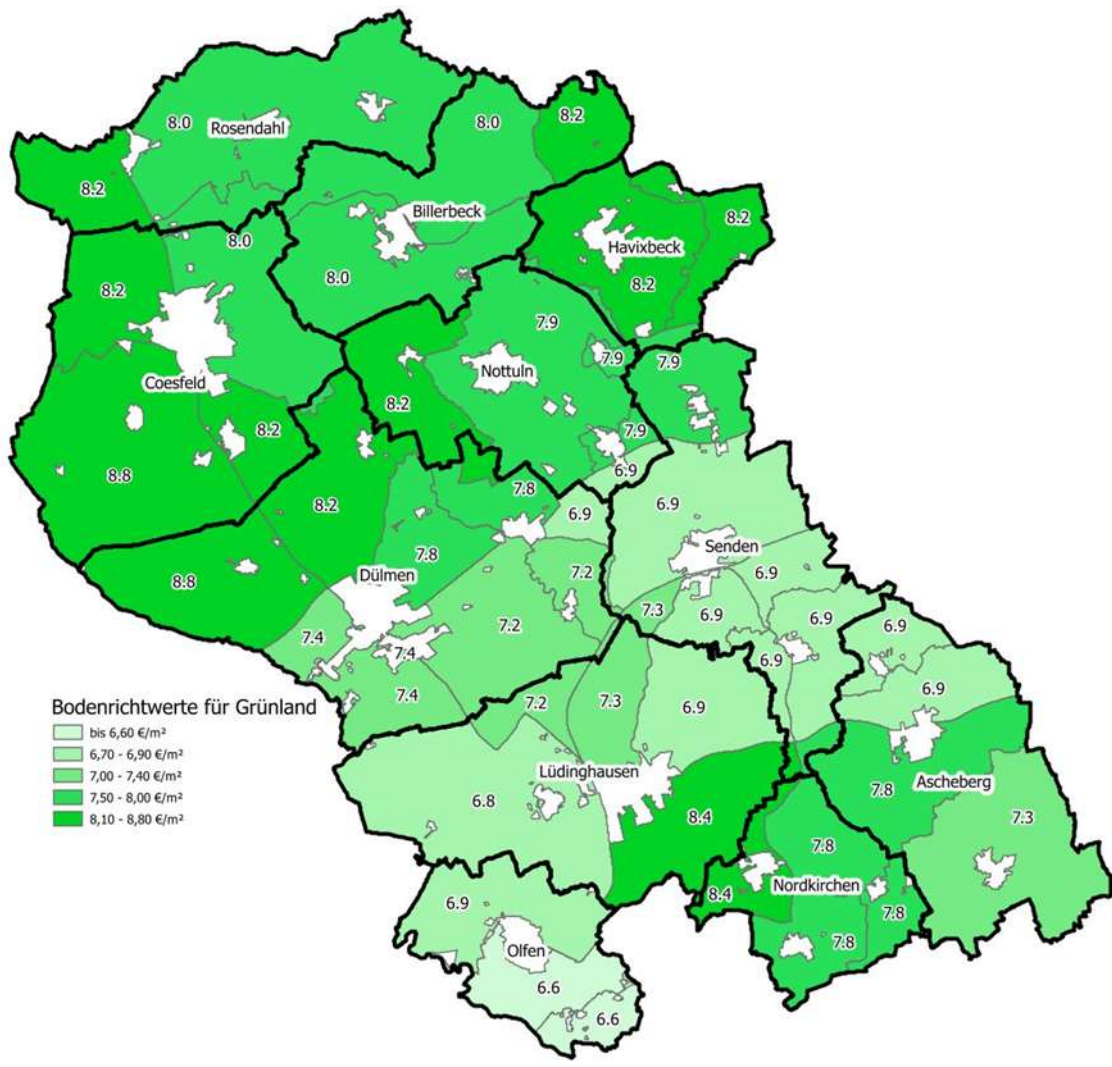 8.0
8.2
8.0
Rosendahl
8.2
Billerbeck
8.2
8.0
Havixbeck
8.2
8.0
8.2
7.9
7.9
7.9
Nottuln
Coesfeld
8.2
8.2
7.9
8.8
6.9
7.8
8.2
6.9
6.9
Senden
7.8
7.2
6.9
Dülmen
8.8
7.3
6.9
6.9
7.2
6.9
7.4
7.4
6.9
6.9
7.4
7.2
7.3
6.9
Bodenrichtwerte für Grünland
bis 6,60 €/m²
6,70 - 6,90 €/m²
7,00 - 7,40 €/m²
7,50 - 8,00 €/m²
8,10 - 8,80 €/m²
Lüdinghausen
Ascheberg
7.8
6.8
8.4
7.3
7.8
Nordkirchen
8.4
6.9
7.8
7.8
Olfen
6.6
6.6